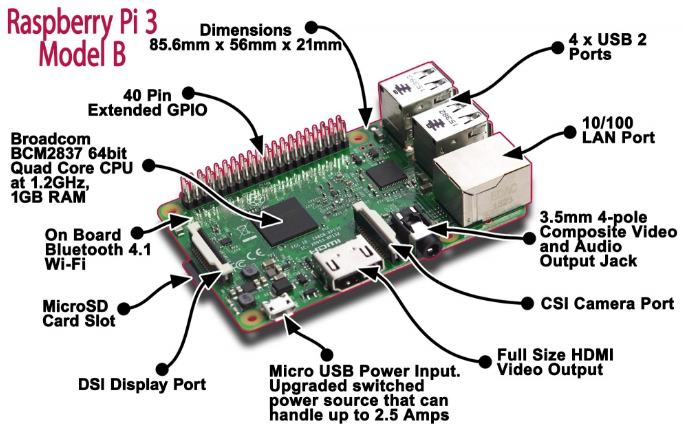 Raspberry Pi 3
Model B
Dimensions
85.6mm x 56mm x 21mm
4 x USB 2
Ports
40 Pin
Extended GPIO
10/100
LAN Port
Broadcom
BCM2837 64bit
Quad Core CPU
at 1.2GHz,
1GB RAM
On Board
Bluetooth 4.1
Wi-Fi
3.5mm 4-pole
Composite Video
and Audio
Output Jack
MicroSD
Card Slot
CSI Camera Port
DSI Display Port
Micro USB Power Input.
Upgraded switched
power source that can
handle up to 2.5 Amps
Full Size HDMI
Video Output
HDMI